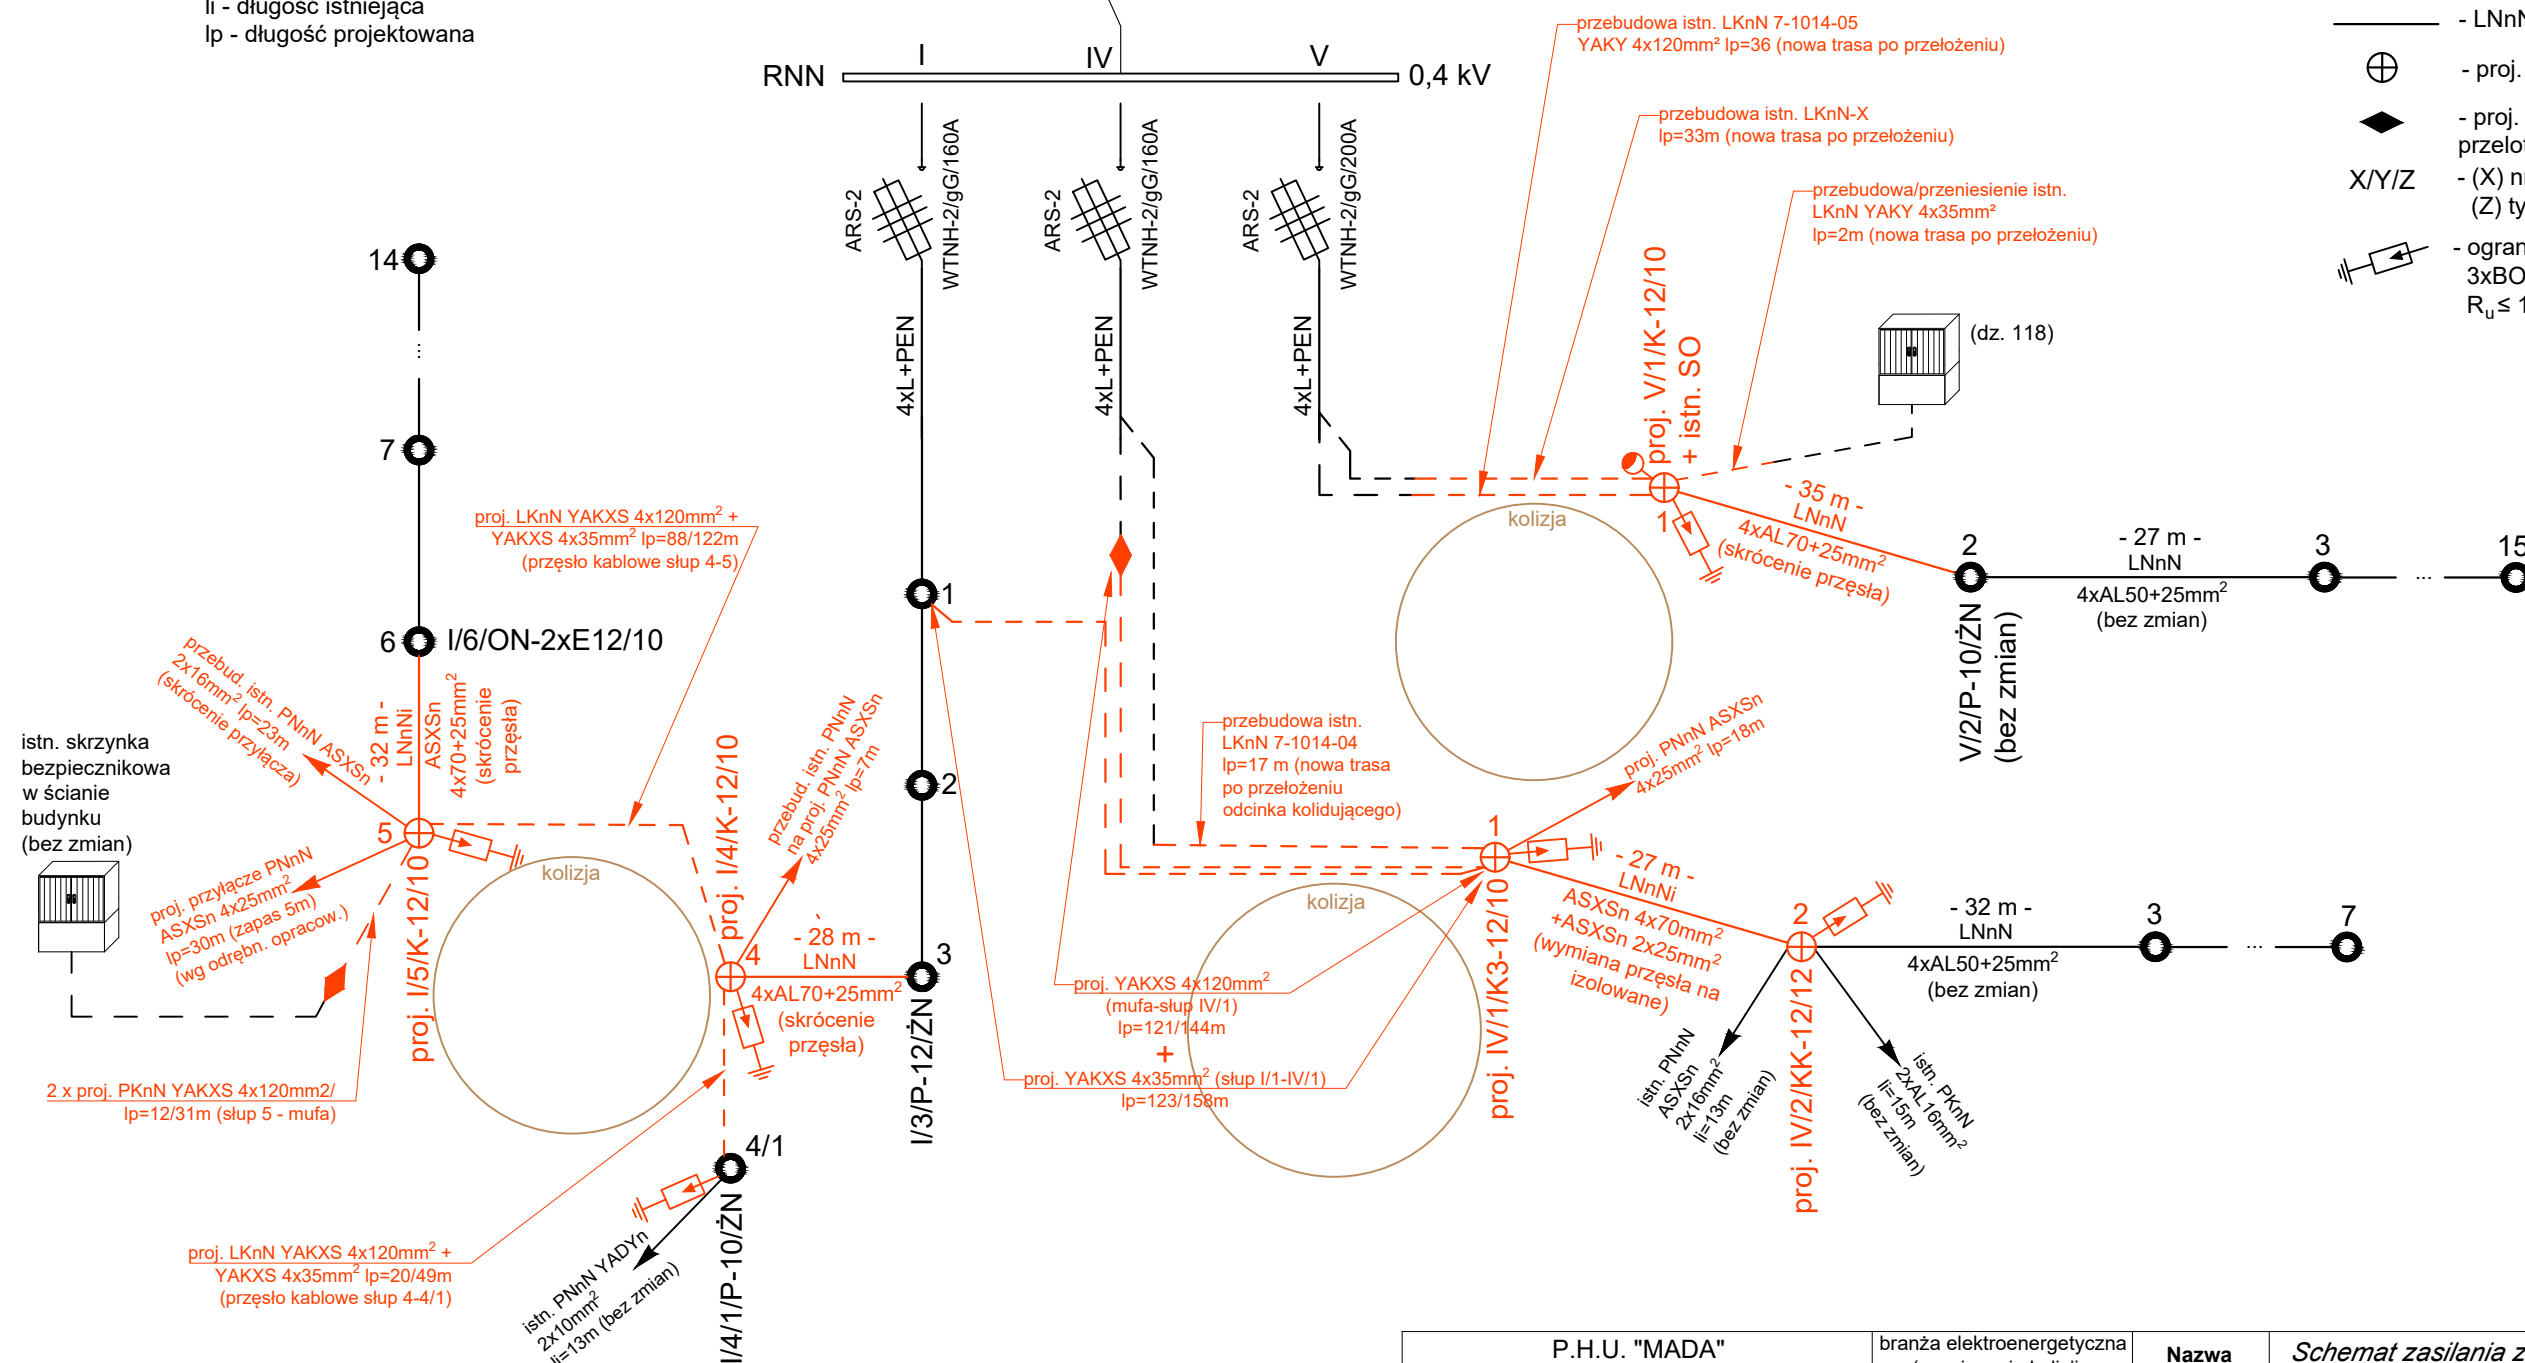 li - długość istniejąca
lp - długość projektowana
RNN
I
IV
V
0,4 kV
ARS-2
WTNH-2/gG/160A
ARS-2
WTNH-2/gG/160A
ARS-2
WTNH-2/gG/200A
4xL+PEN
4xL+PEN
4xL+PEN
przebudowa istn. LKnN 7-1014-05
YAKY 4x120mm² lp=36 (nowa trasa po przełożeniu)
przebudowa istn. LKnN-X
lp=33m (nowa trasa po przełożeniu)
przebudowa/przeniesienie istn.
LKnN YAKY 4x35mm²
lp=2m (nowa trasa po przełożeniu)
- LNnN
- proj.
- proj.
X/Y/Z
- (X)
(Z)
3xBO
R_u ≤ 1
(dz. 118)
proj. V/1/K-12/10
+ istn. SO
1
- 35 m -
LNnN
4xAL70+25mm²
(skrócenie przęsła)
kolizja
2
- 27 m -
LNnN
4xAL50+25mm²
(bez zmian)
3
...
15
V/2/P-10/ŻN
(bez zmian)
14
...
7
6
I/6/ON-2xE12/10
proj. LKnN YAKXS 4x120mm² +
YAKXS 4x35mm² lp=88/122m
(przęsło kablowe słup 4-5)
przebud. istn. PNnN ASXSn
2x16mm² lp=23m
(skrócenie przyłącza)
- 32 m -
LNnNi
ASXSn
4x70+25mm²
(skrócenie
przęsła)
istn. skrzynka
bezpiecznikowa
w ścianie
budynku
(bez zmian)
5
proj. I/5/K-12/10
proj. przyłącze PNnN
ASXSn 4x25mm²
lp=30m (zapas 5m)
(wg odrębn. opracow.)
2 x proj. PKnN YAKXS 4x120mm2/
lp=12/31m (słup 5 - mufa)
kolizja
proj. I/4/K-12/10
przebud. istn. PNnN
na proj. PNnN ASXSn
4x25mm² lp=7m
4
- 28 m -
LNnN
4xAL70+25mm²
(skrócenie
przęsła)
1
2
3
I/3/P-12/ŻN
4/1
I/4/1/P-10/ŻN
proj. LKnN YAKXS 4x120mm² +
YAKXS 4x35mm² lp=20/49m
(przęsło kablowe słup 4-4/1)
istn. PNnN YADYn
2x10mm²
li=13m (bez zmian)
przebudowa istn.
LKnN 7-1014-04
lp=17 m (nowa trasa
po przełożeniu
odcinka kolidującego)
proj. PNnN ASXSn
4x25mm² lp=18m
1
proj. IV/1/K3-12/10
kolizja
proj. YAKXS 4x120mm²
(mufa-słup IV/1)
lp=121/144m
+
proj. YAKXS 4x35mm² (słup I/1-IV/1)
lp=123/158m
- 27 m -
LNnNi
ASXSn 4x70mm²
+ASXSn 2x25mm²
(wymiana przęsła na
izolowane)
2
proj. IV/2/KK-12/12
- 32 m -
LNnN
4xAL50+25mm²
(bez zmian)
3
...
7
istn. PNnN
ASXSn
2x16mm²
li=13m
(bez zmian)
istn. PKnN
2xAL16mm²
li=15m
(bez zmian)
P.H.U. "MADA"
branża elektroenergetyczna
Nazwa
Schemat zasilania z